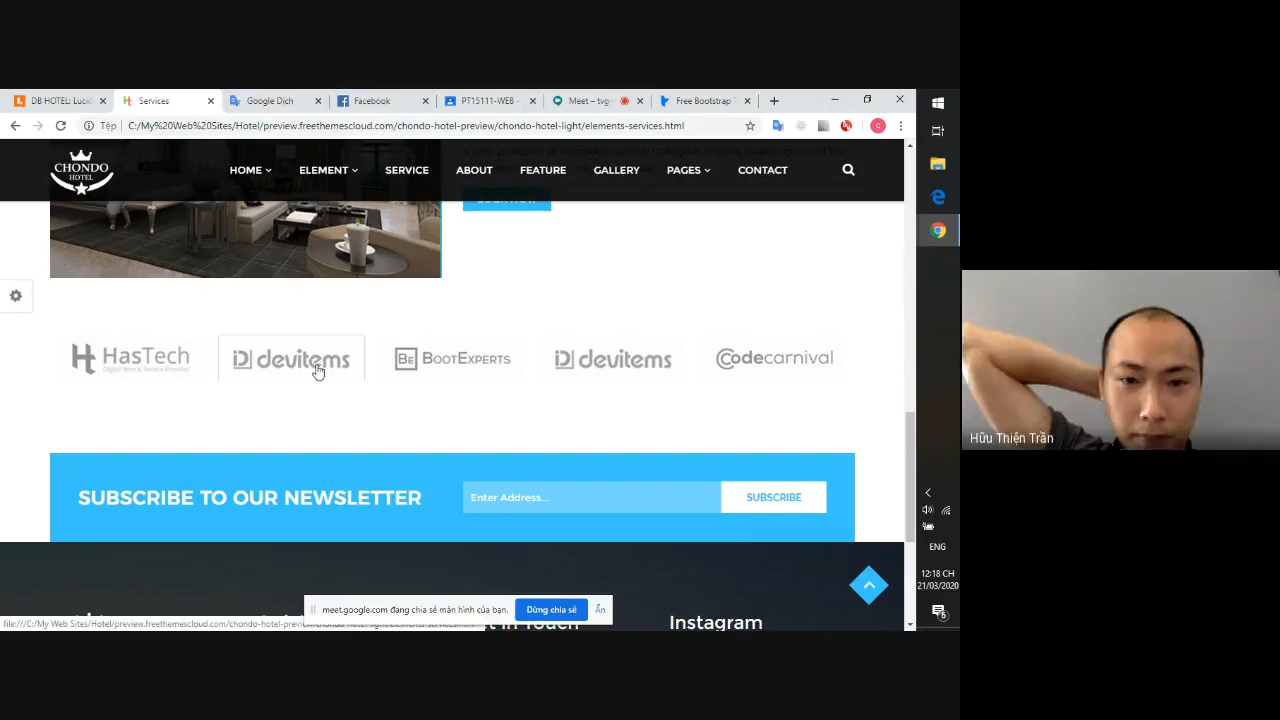 DB HOTEL: Lucio
Services
Google Dịch
Facebook
PT15111-WEB -
Meet – tvg-
Free Bootstrap T
Tệp
C:/My%20Web%20Sites/Hotel/preview.freethemescloud.com/chondo-hotel-preview/chondo-hotel-light/elements-services.html
CHONDO
HOTEL
HOME
ELEMENT
SERVICE
ABOUT
FEATURE
GALLERY
PAGES
CONTACT
HasTech
devitems
BE BOOTEXPERTS
devitems
Codecarnival
SUBSCRIBE TO OUR NEWSLETTER
Enter Address...
SUBSCRIBE
meet.google.com đang chia sẻ màn hình của bạn.
Dừng chia sẻ
Ẩn
Instagram
ENG
12:18 CH
21/03/2020
Hữu Thiện Trần